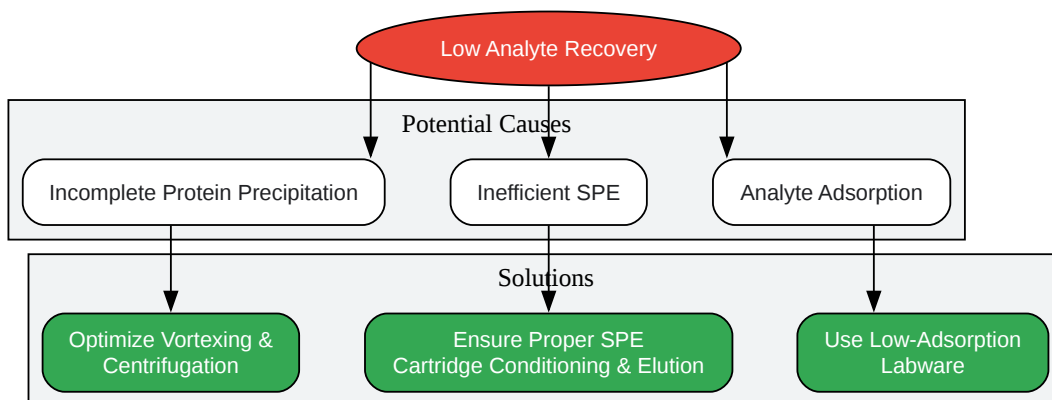 Low Analyte Recovery
Potential Causes
Incomplete Protein Precipitation
Inefficient SPE
Analyte Adsorption
Solutions
Optimize Vortexing &
Centrifugation
Ensure Proper SPE
Cartridge Conditioning & Elution
Use Low-Adsorption
Labware